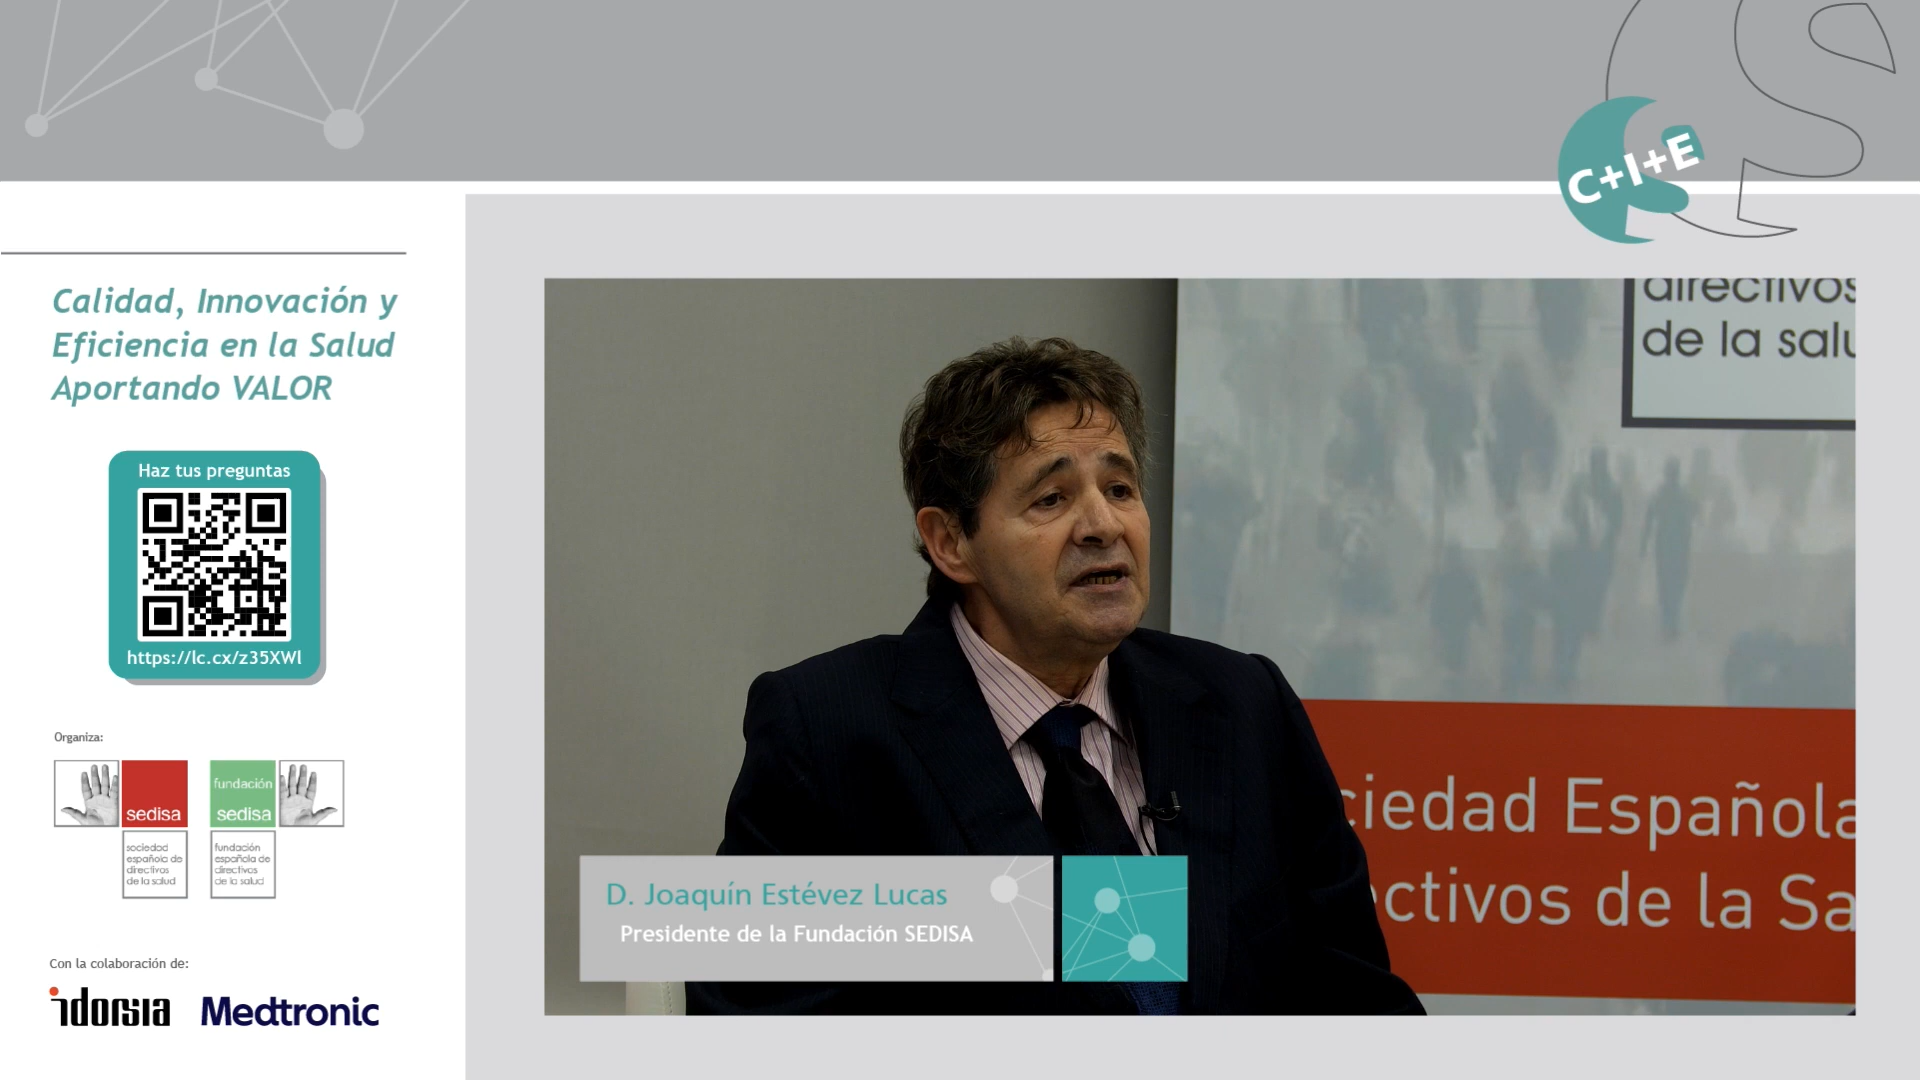 C+I+E
Calidad, Innovación y
Eficiencia en la Salud
Aportando VALOR
Haz tus preguntas
https://lc.cx/z35XWl
Organiza:
sedisa
sociedad
española de
directivos
de la salud
fundación
sedisa
fundación
española de
directivos
de la salud
Con la colaboración de:
idorsia
Medtronic
directivos
de la salu
ciedad Española
ectivos de la Sa
D. Joaquín Estévez Lucas
Presidente de la Fundación SEDISA